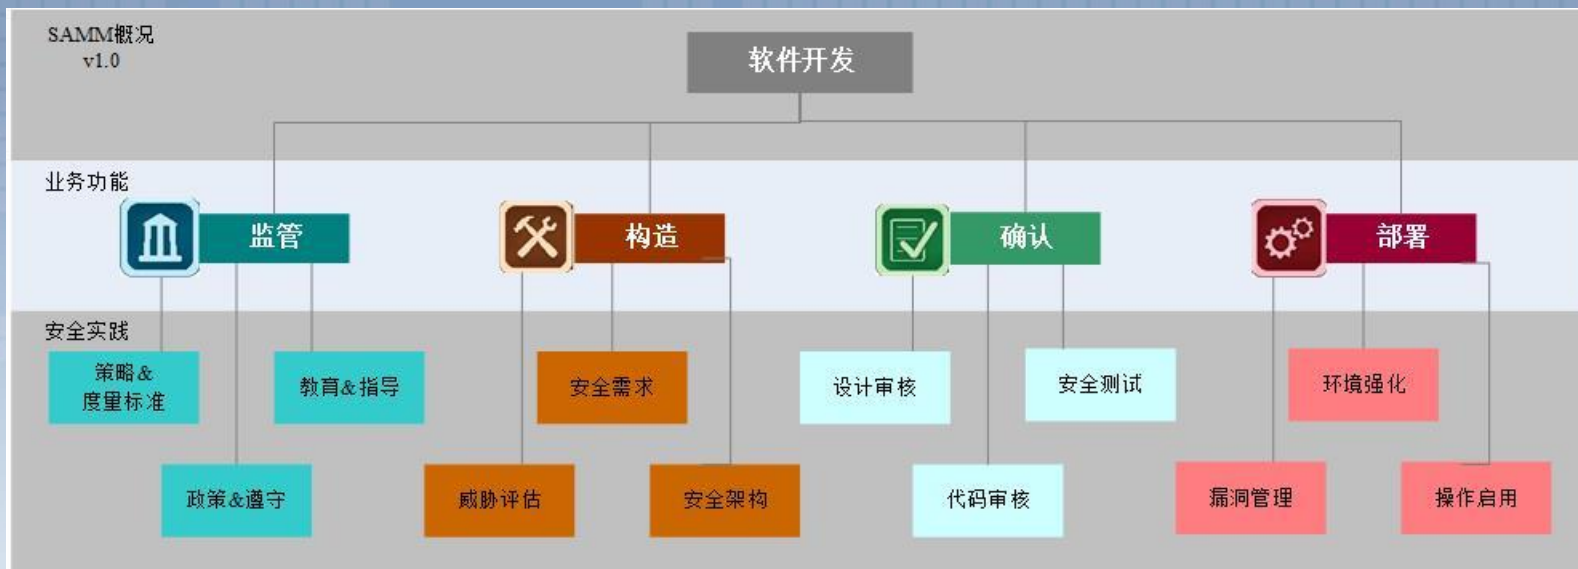 SAMM概况
v1.0
软件开发
业务功能
监管
构造
确认
部署
安全实践
策略&
度量标准
教育&指导
安全需求
设计审核
安全测试
环境强化
政策&遵守
威胁评估
安全架构
代码审核
漏洞管理
操作启用